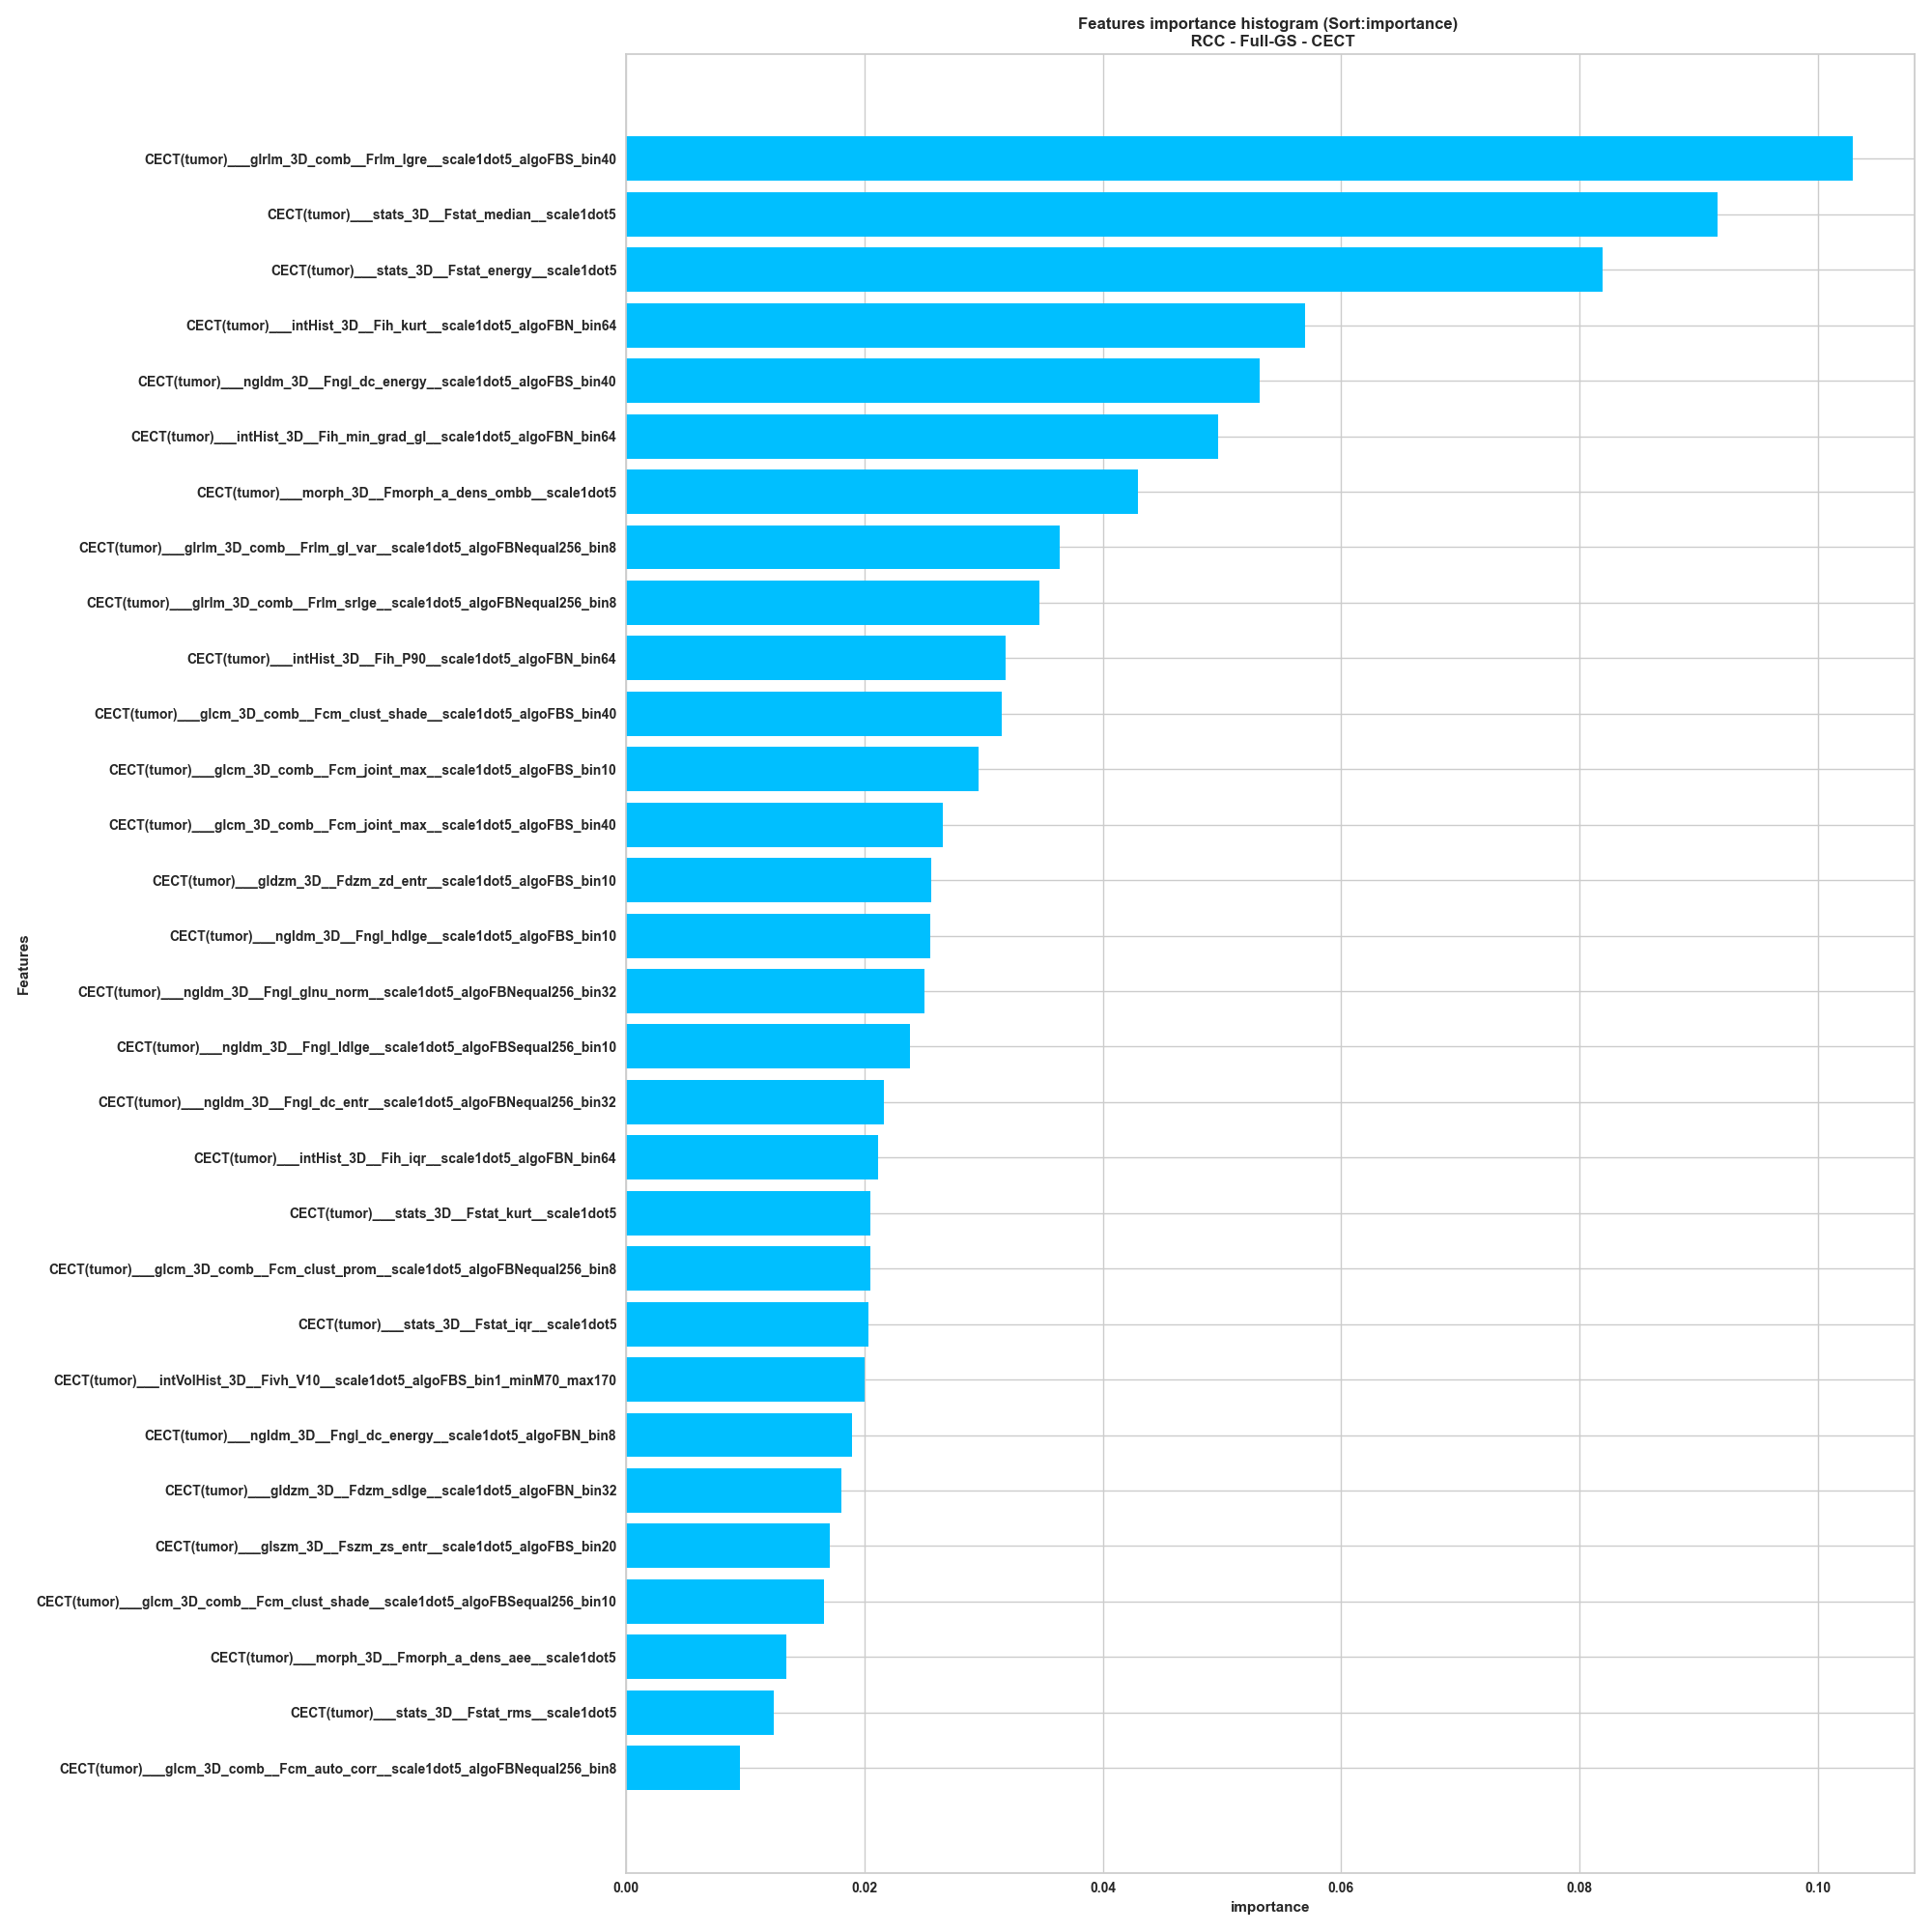 Features importance histogram (Sort:importance)
RCC - Full-GS - CECT
CECT(tumor)___glrlm_3D_comb__Frlm_lgre__scale1dot5_algoFBS_bin40
CECT(tumor)___stats_3D__Fstat_median__scale1dot5
CECT(tumor)___stats_3D__Fstat_energy__scale1dot5
CECT(tumor)___intHist_3D__Fih_kurt__scale1dot5_algoFBN_bin64
CECT(tumor)___ngldm_3D__Fngl_dc_energy__scale1dot5_algoFBS_bin40
CECT(tumor)___intHist_3D__Fih_min_grad_gl__scale1dot5_algoFBN_bin64
CECT(tumor)___morph_3D__Fmorph_a_dens_ombb__scale1dot5
CECT(tumor)___glrlm_3D_comb__Frlm_gl_var__scale1dot5_algoFBNequal256_bin8
CECT(tumor)___glrlm_3D_comb__Frlm_srlge__scale1dot5_algoFBNequal256_bin8
CECT(tumor)___intHist_3D__Fih_P90__scale1dot5_algoFBN_bin64
CECT(tumor)___glcm_3D_comb__Fcm_clust_shade__scale1dot5_algoFBS_bin40
CECT(tumor)___glcm_3D_comb__Fcm_joint_max__scale1dot5_algoFBS_bin10
CECT(tumor)___glcm_3D_comb__Fcm_joint_max__scale1dot5_algoFBS_bin40
CECT(tumor)___gldzm_3D__Fdzm_zd_entr__scale1dot5_algoFBS_bin10
CECT(tumor)___ngldm_3D__Fngl_hdlge__scale1dot5_algoFBS_bin10
CECT(tumor)___ngldm_3D__Fngl_glnu_norm__scale1dot5_algoFBNequal256_bin32
CECT(tumor)___ngldm_3D__Fngl_ldlge__scale1dot5_algoFBSequal256_bin10
CECT(tumor)___ngldm_3D__Fngl_dc_entr__scale1dot5_algoFBNequal256_bin32
CECT(tumor)___intHist_3D__Fih_iqr__scale1dot5_algoFBN_bin64
CECT(tumor)___stats_3D__Fstat_kurt__scale1dot5
CECT(tumor)___glcm_3D_comb__Fcm_clust_prom__scale1dot5_algoFBNequal256_bin8
CECT(tumor)___stats_3D__Fstat_iqr__scale1dot5
CECT(tumor)___intVolHist_3D__Fivh_V10__scale1dot5_algoFBS_bin1_minM70_max170
CECT(tumor)___ngldm_3D__Fngl_dc_energy__scale1dot5_algoFBN_bin8
CECT(tumor)___gldzm_3D__Fdzm_sdlge__scale1dot5_algoFBN_bin32
CECT(tumor)___glszm_3D__Fszm_zs_entr__scale1dot5_algoFBS_bin20
CECT(tumor)___glcm_3D_comb__Fcm_clust_shade__scale1dot5_algoFBSequal256_bin10
CECT(tumor)___morph_3D__Fmorph_a_dens_aee__scale1dot5
CECT(tumor)___stats_3D__Fstat_rms__scale1dot5
CECT(tumor)___glcm_3D_comb__Fcm_auto_corr__scale1dot5_algoFBNequal256_bin8
Features
0.00 0.02 0.04 0.06 0.08 0.10
importance